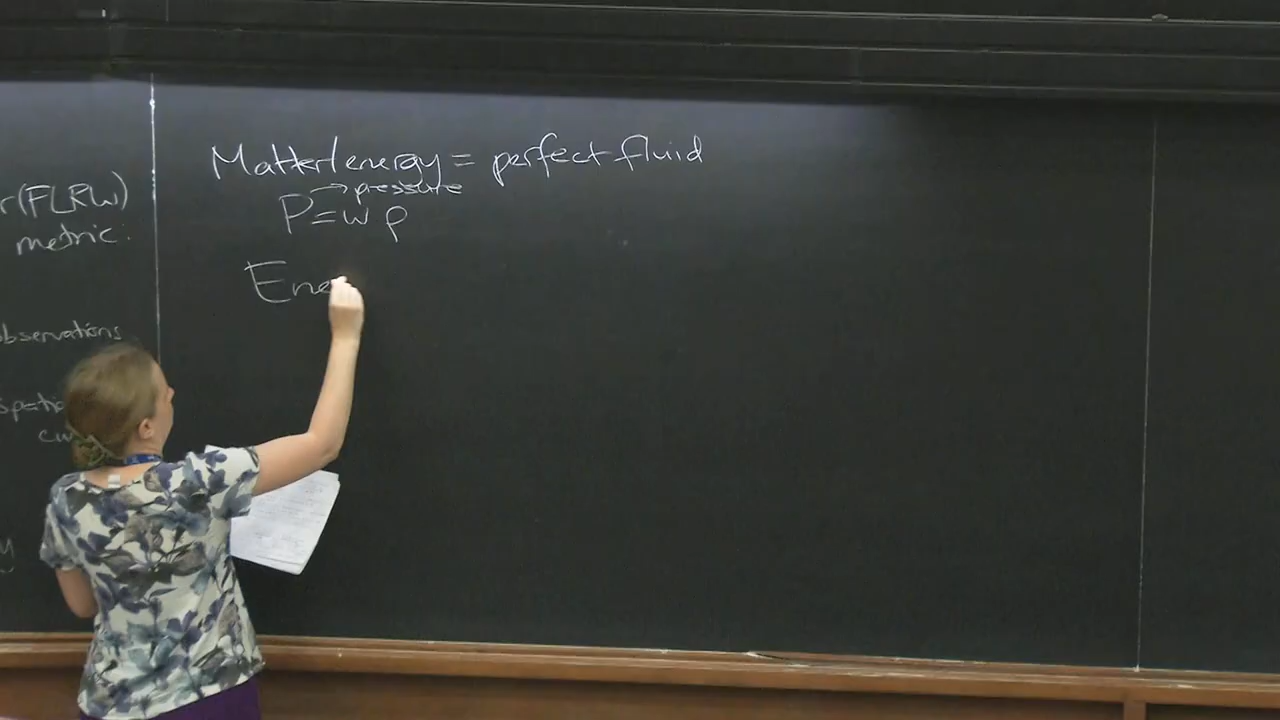 r (FLRW)
metric:
observations
Matter/energy = perfect fluid
→ pressure
P = w ρ
Ene